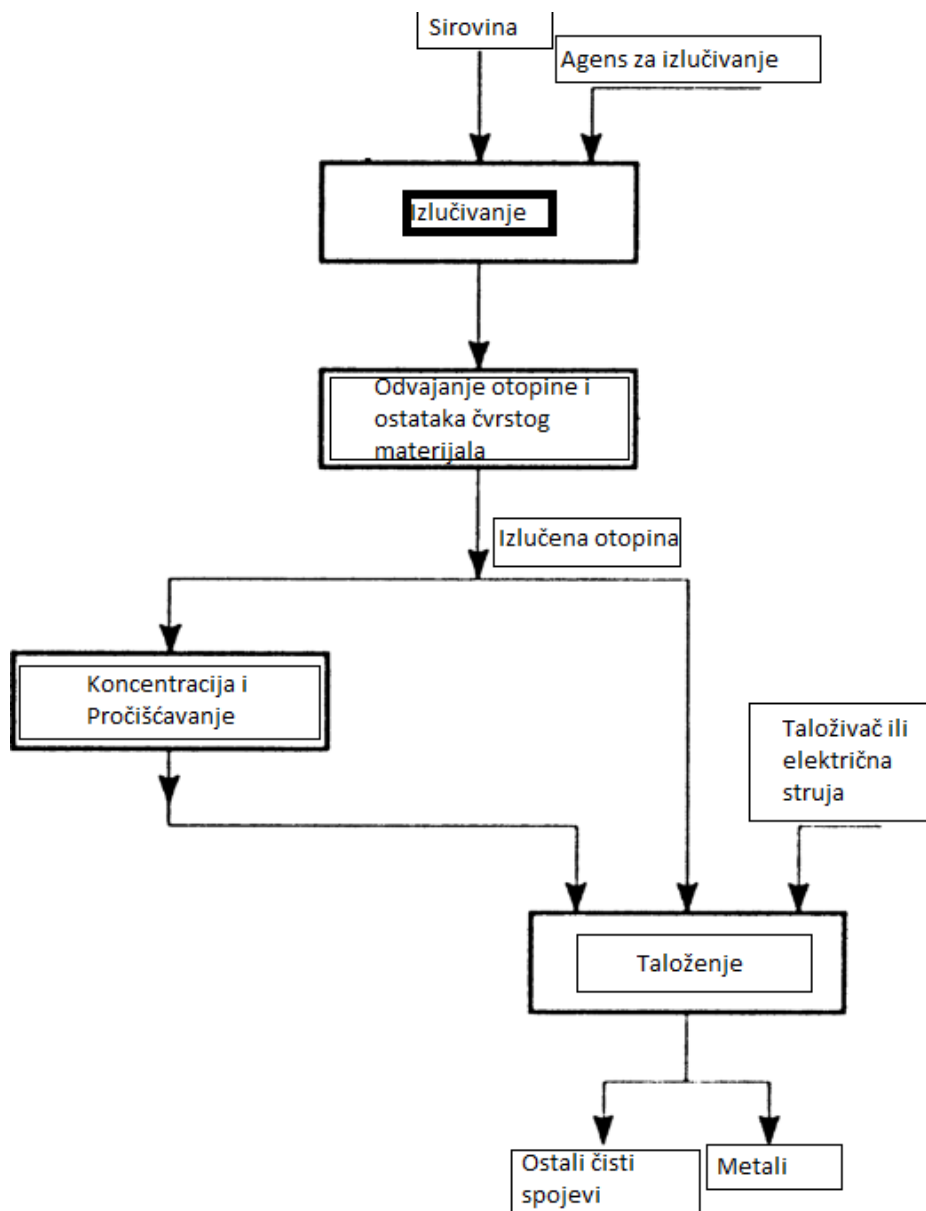 Sirovina
Agens za izlučivanje
Izlučivanje
Odvajanje otopine i
ostataka čvrstog
materijala
Izlučena otopina
Koncentracija i
Pročišćavanje
Taloživač ili
električna
struja
Taloženje
Ostali čisti
spojevi
Metali